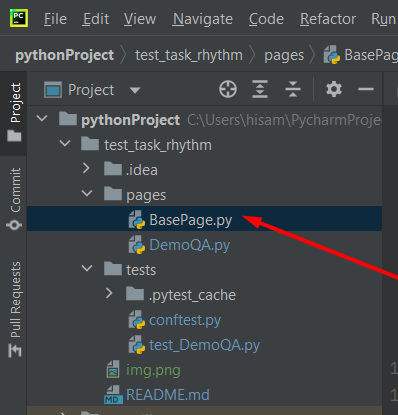 File Edit View Navigate Code Refactor Run
pythonProject test_task_rhythm pages BasePag
Project
pythonProject C:\Users\hisam\PycharmProje
test_task_rhythm
.idea
pages
BasePage.py
DemoQA.py
tests
.pytest_cache
conftest.py
test_DemoQA.py
img.png
README.md
Project
Commit
Pull Requests
PC
MD